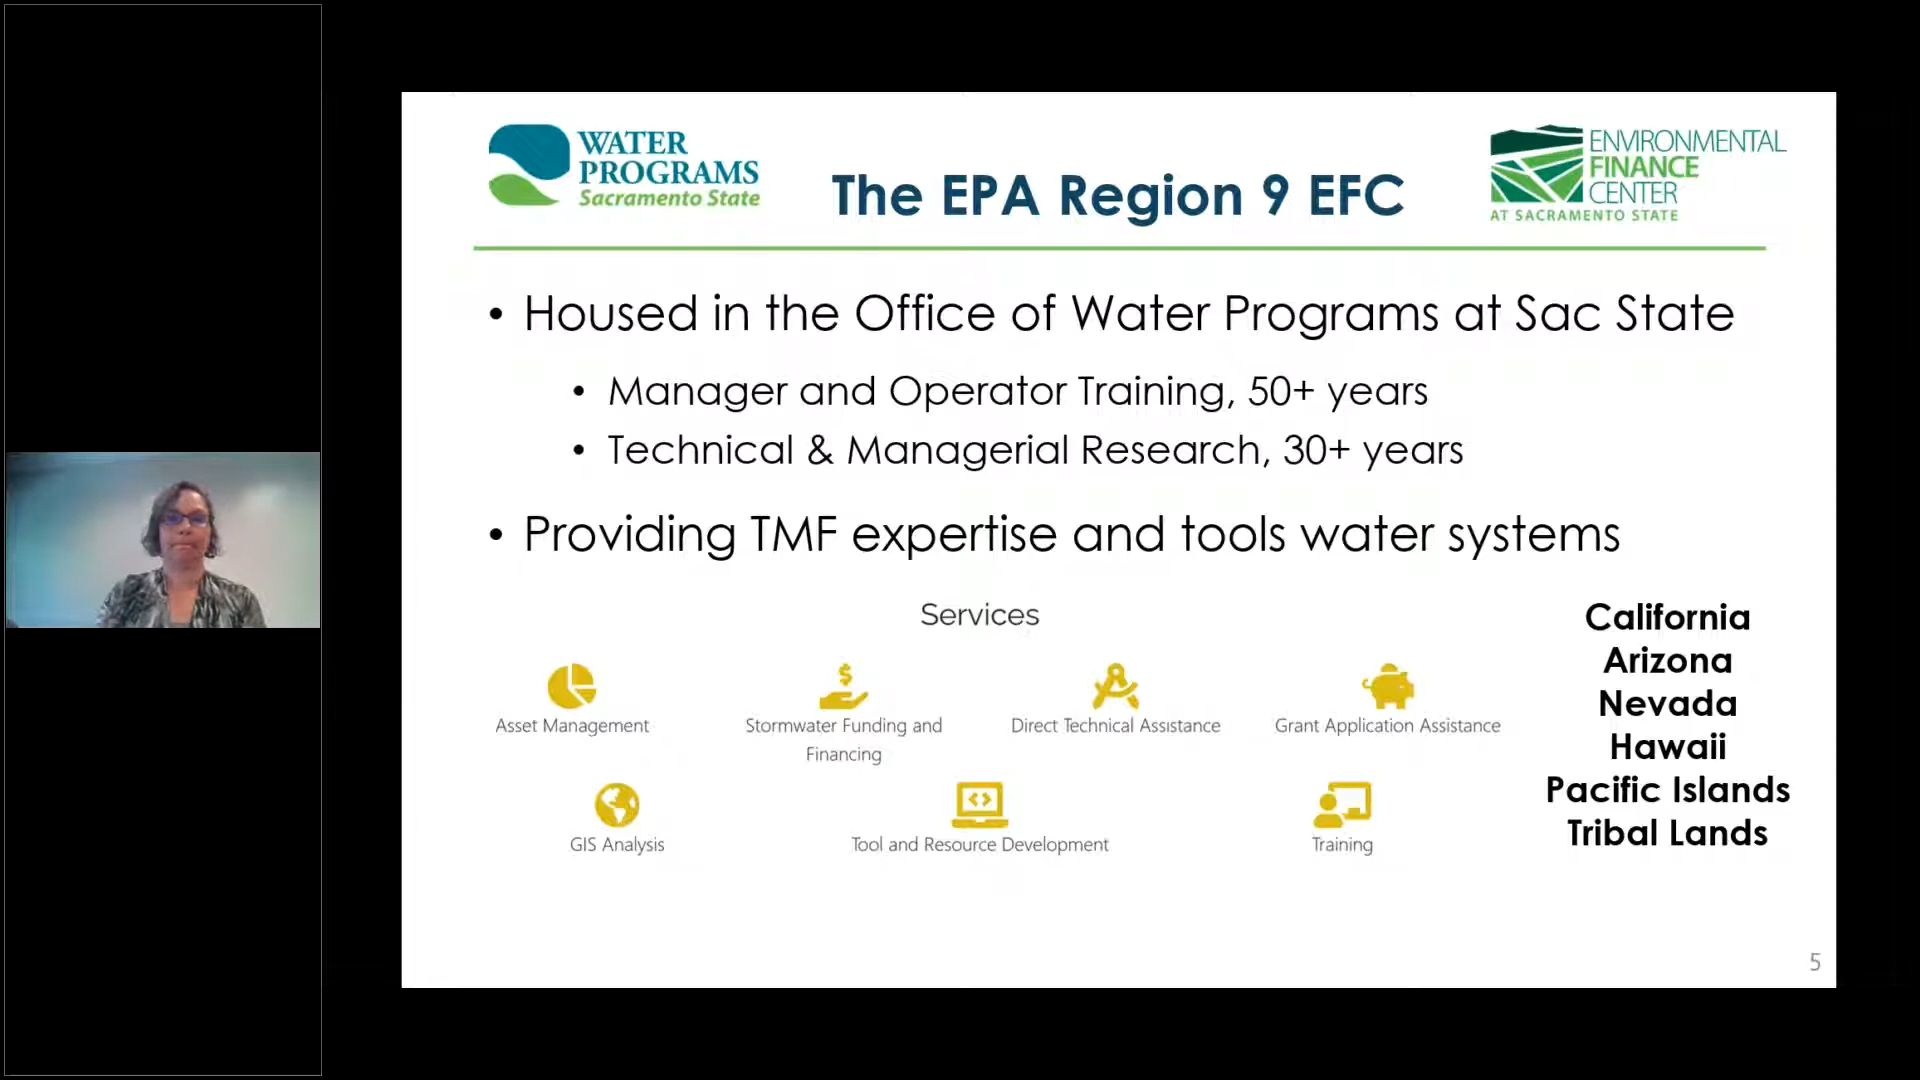 WATER
PROGRAMS
Sacramento State
The EPA Region 9 EFC
ENVIRONMENTAL
FINANCE
CENTER
AT SACRAMENTO STATE
• Housed in the Office of Water Programs at Sac State
• Manager and Operator Training, 50+ years
• Technical & Managerial Research, 30+ years
• Providing TMF expertise and tools water systems
Services
Asset Management
Stormwater Funding and
Financing
Direct Technical Assistance
Grant Application Assistance
GIS Analysis
Tool and Resource Development
Training
California
Arizona
Nevada
Hawaii
Pacific Islands
Tribal Lands
5